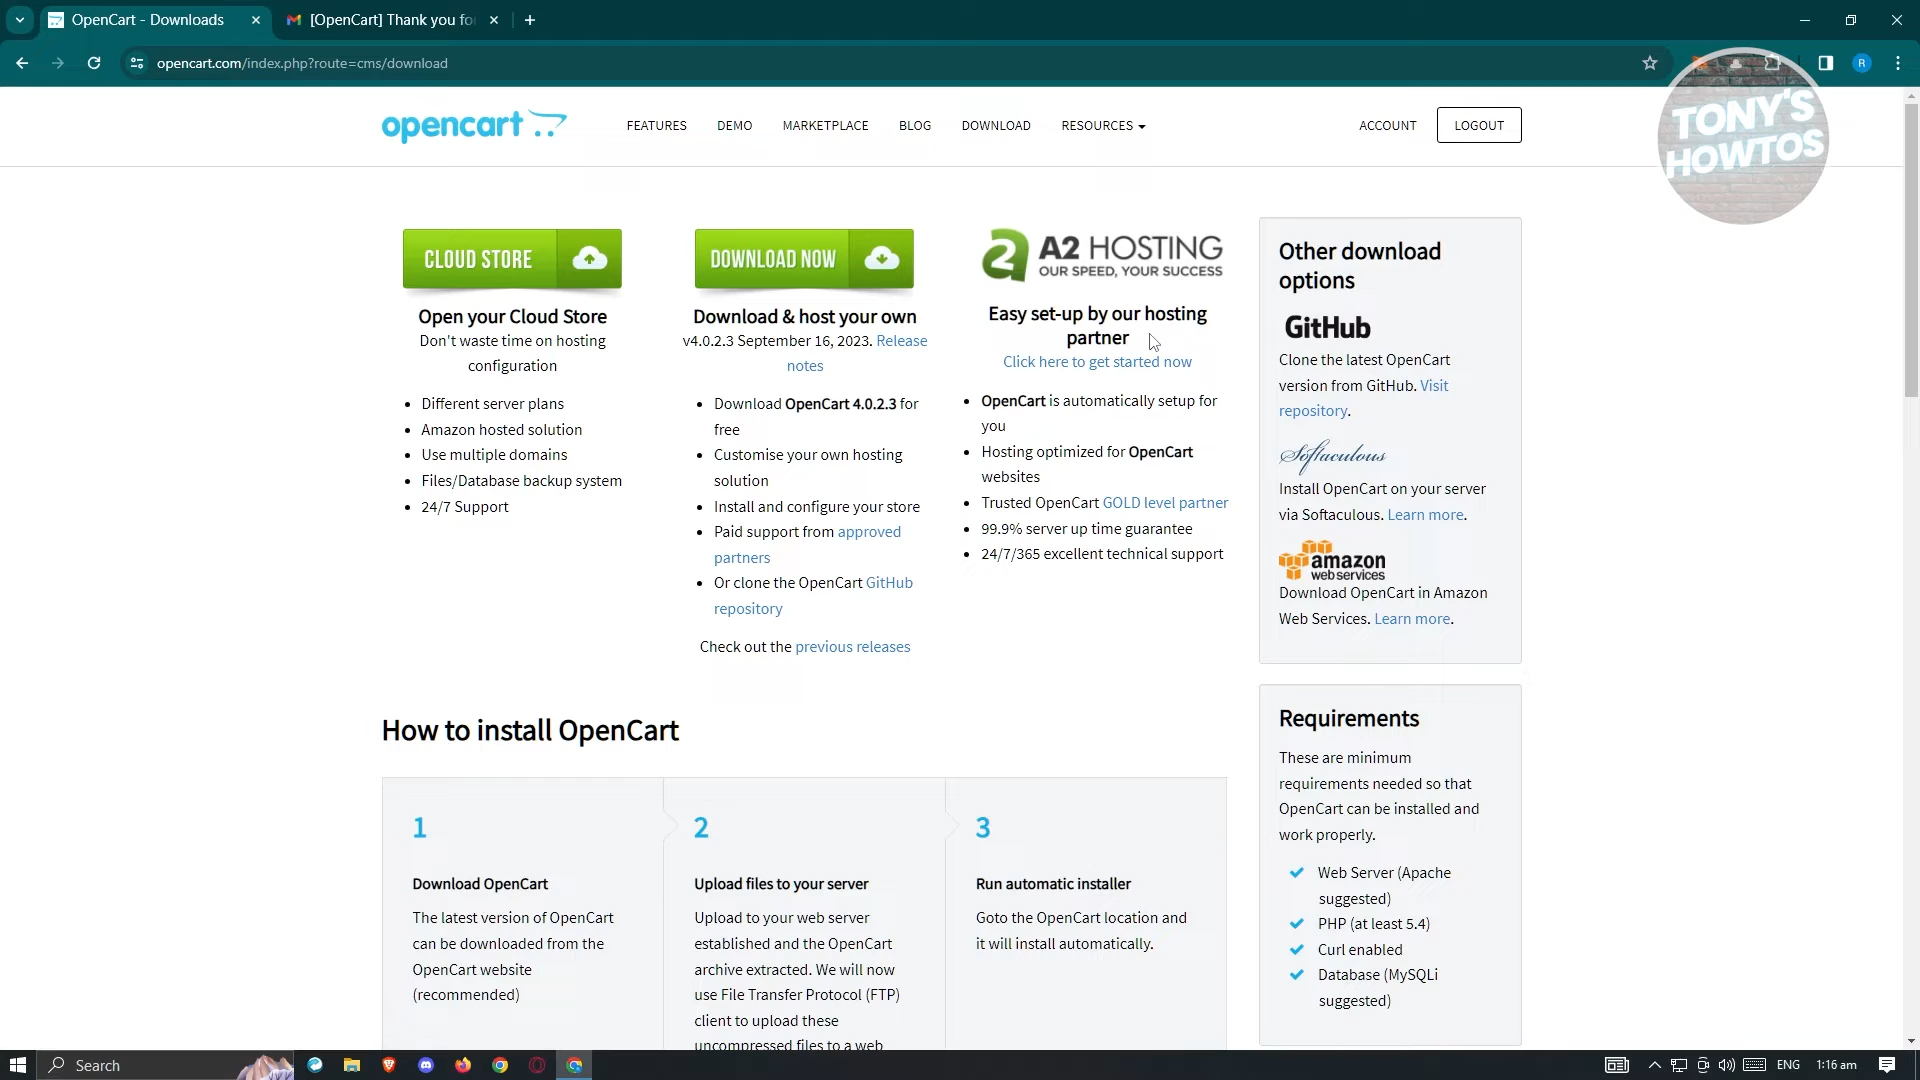 OpenCart - Downloads
[OpenCart] Thank you fo
opencart.com/index.php?route=cms/download
R
TONY'S
HOWTOS
opencart
FEATURES
DEMO
MARKETPLACE
BLOG
DOWNLOAD
RESOURCES
ACCOUNT
LOGOUT
CLOUD STORE
Open your Cloud Store
Don't waste time on hosting
configuration
Different server plans
Amazon hosted solution
Use multiple domains
Files/Database backup system
24/7 Support
DOWNLOAD NOW
Download & host your own
v4.0.2.3 September 16, 2023. Release
notes
Download OpenCart 4.0.2.3 for
free
Customise your own hosting
solution
Install and configure your store
Paid support from approved
partners
Or clone the OpenCart GitHub
repository
Check out the previous releases
A2 HOSTING
OUR SPEED, YOUR SUCCESS
Easy set-up by our hosting
partner
Click here to get started now
OpenCart is automatically setup for
you
Hosting optimized for OpenCart
websites
Trusted OpenCart GOLD level partner
99.9% server up time guarantee
24/7/365 excellent technical support
Other download
options
GitHub
Clone the latest OpenCart
version from GitHub. Visit
repository.
Softaculous
Install OpenCart on your server
via Softaculous. Learn more.
amazon
webservices
Download OpenCart in Amazon
Web Services. Learn more.
How to install OpenCart
1
Download OpenCart
The latest version of OpenCart
can be downloaded from the
OpenCart website
(recommended)
2
Upload files to your server
Upload to your web server
established and the OpenCart
archive extracted. We will now
use File Transfer Protocol (FTP)
client to upload these
uncompressed files to a web
3
Run automatic installer
Goto the OpenCart location and
it will install automatically.
Requirements
These are minimum
requirements needed so that
OpenCart can be installed and
work properly.
Web Server (Apache
suggested)
PHP (at least 5.4)
Curl enabled
Database (MySQLi
suggested)
Search
ENG
1:16 am